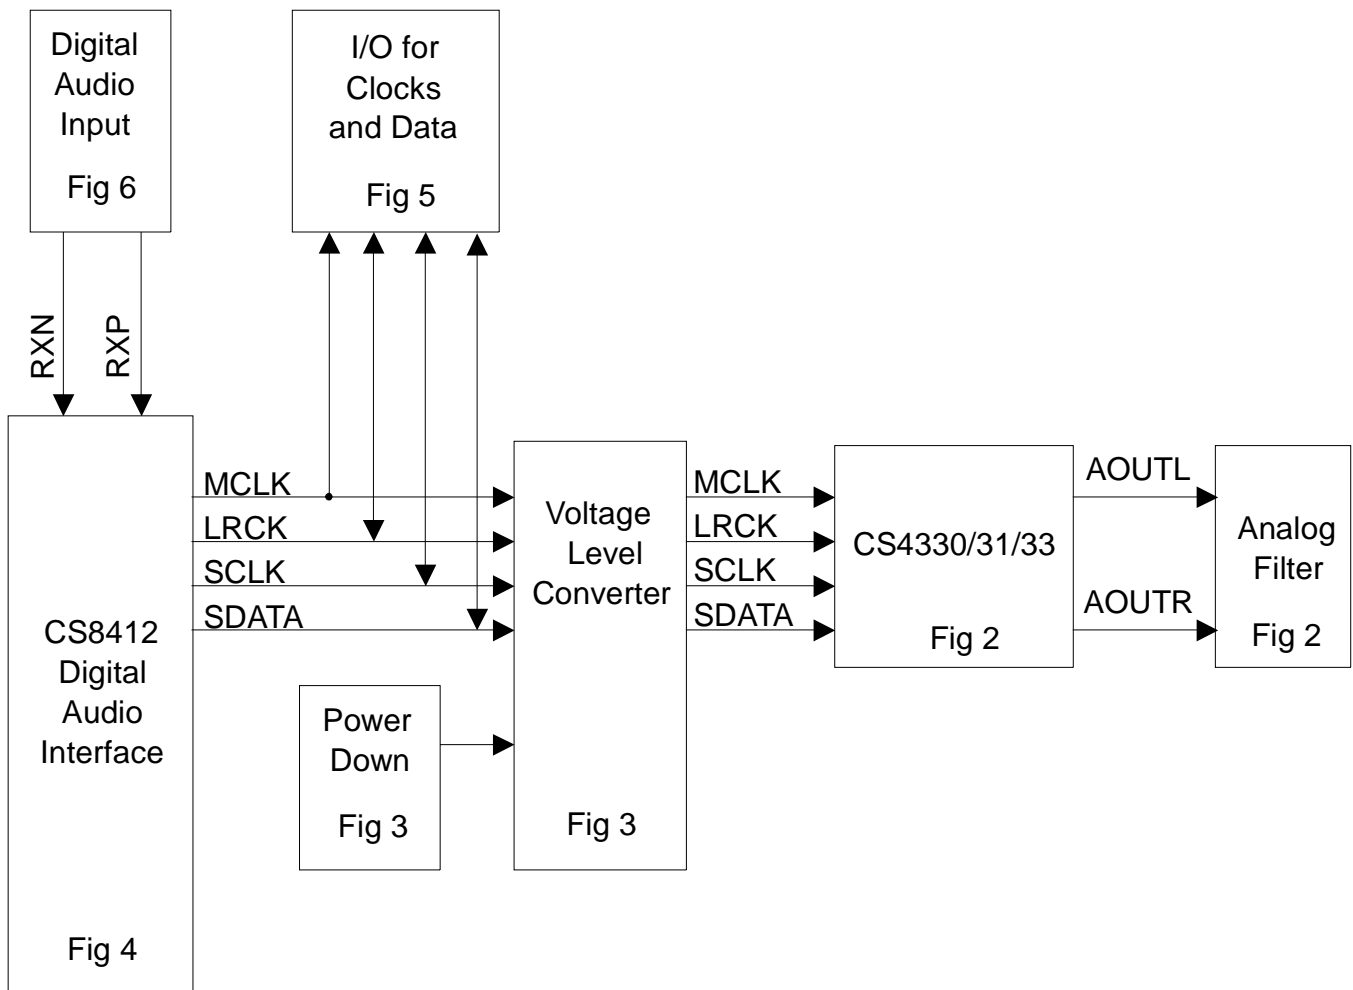 Digital
Audio
Input
Fig 6
I/O for
Clocks
and Data
Fig 5
RXN
RXP
CS8412
Digital
Audio
Interface
Fig 4
MCLK
LRCK
SCLK
SDATA
Power
Down
Fig 3
Voltage
Level
Converter
Fig 3
MCLK
LRCK
SCLK
SDATA
CS4330/31/33
Fig 2
AOUTL
AOUTR
Analog
Filter
Fig 2